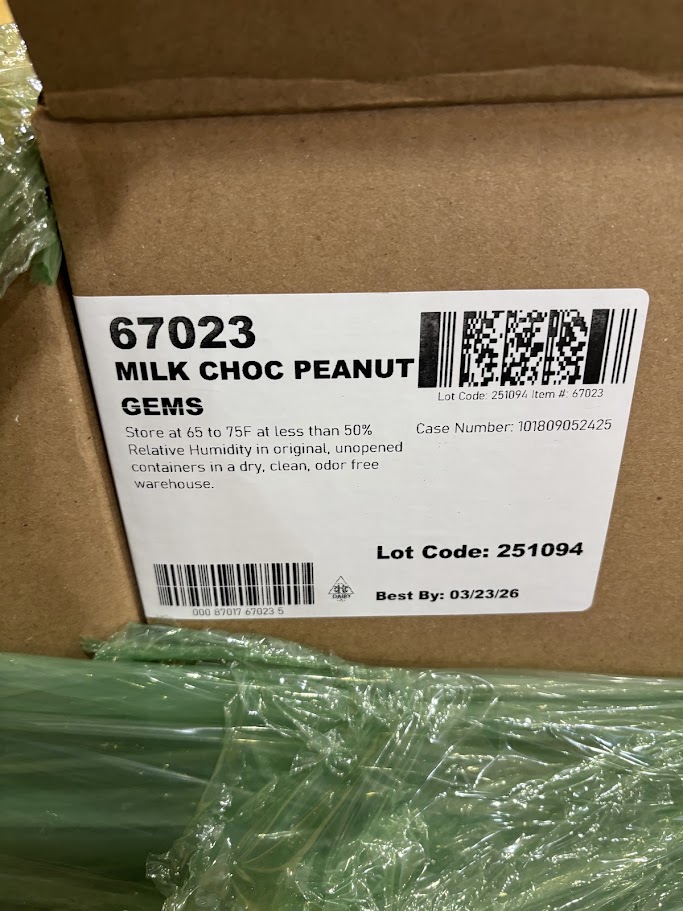 67023
MILK CHOC PEANUT
GEMS
Store at 65 to 75F at less than 50%
Relative Humidity in original, unopened
containers in a dry, clean, odor free
warehouse.
Lot Code: 251094 Item #: 67023
Case Number: 101809052425
Lot Code: 251094
Best By: 03/23/26
000 87017 67023 5
DAIRY